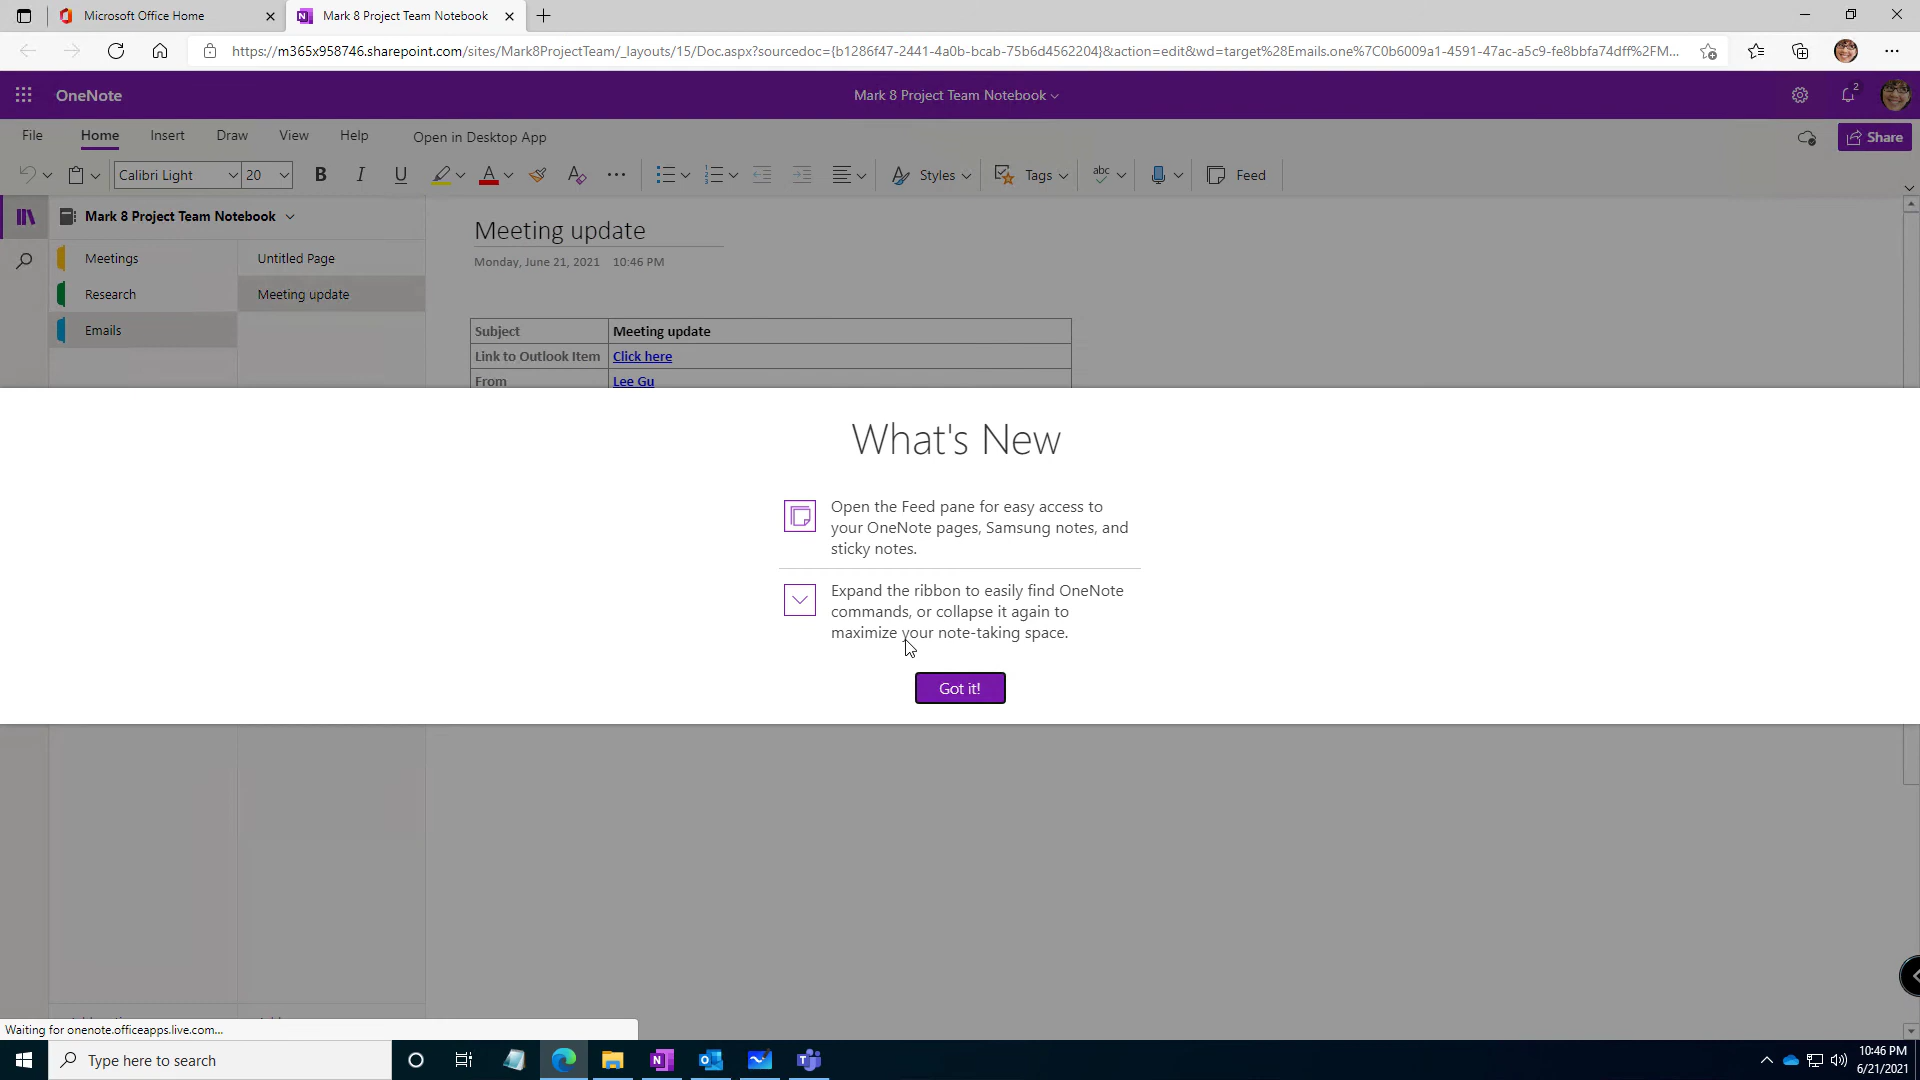 Microsoft Office Home
Mark 8 Project Team Notebook
https://m365x958746.sharepoint.com/sites/Mark8ProjectTeam/_layouts/15/Doc.aspx?sourcedoc={b1286f47-2441-4a0b-bcab-75b6d4562204}&action=edit&wd=target%28Emails.one%7C0b6009a1-4591-47ac-a5c9-fe8bbfa74dff%2FM...
OneNote
Mark 8 Project Team Notebook
2
File Home Insert Draw View Help Open in Desktop App
Share
Calibri Light 20 B I U A A abc Styles Tags Feed
Mark 8 Project Team Notebook
Meetings
Research
Emails
Untitled Page
Meeting update
Meeting update
Monday, June 21, 2021 10:46 PM
Subject Meeting update
Link to Outlook Item Click here
From Lee Gu
What's New
Open the Feed pane for easy access to
your OneNote pages, Samsung notes, and
sticky notes.
Expand the ribbon to easily find OneNote
commands, or collapse it again to
maximize your note-taking space.
Got it!
Waiting for onenote.officeapps.live.com...
Type here to search
10:46 PM
6/21/2021